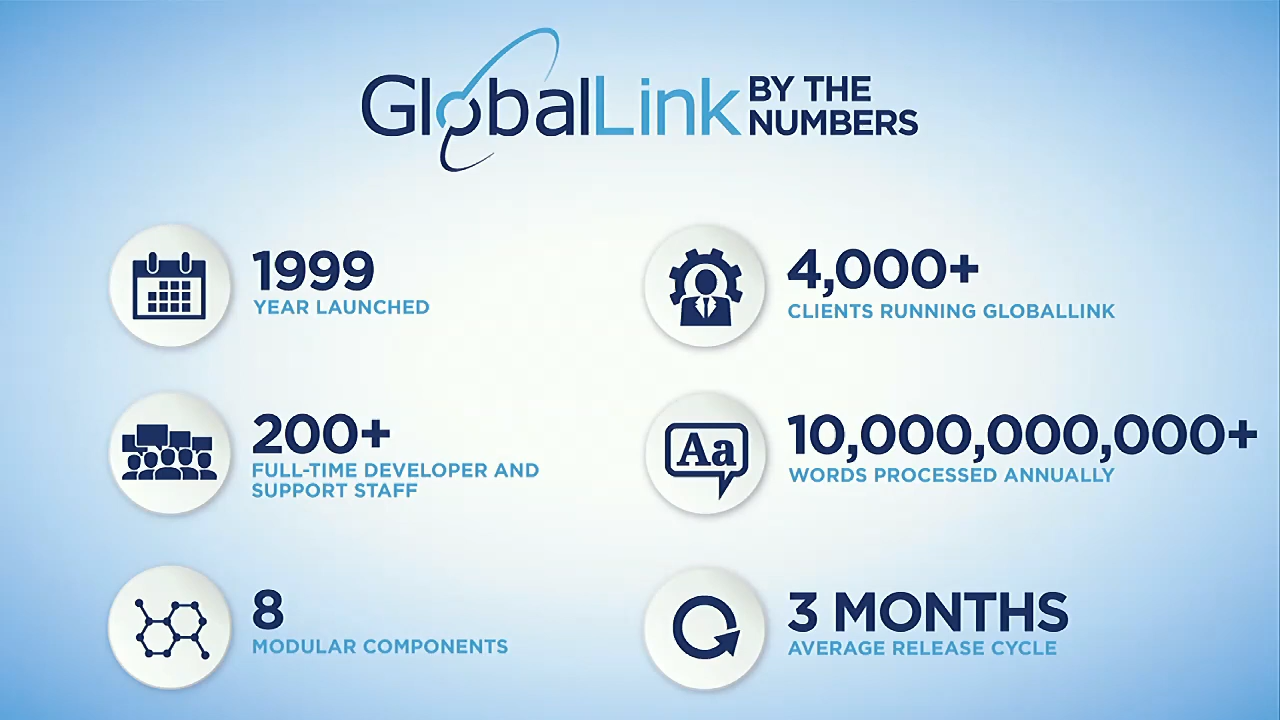 GlobalLink BY THE
NUMBERS
1999
YEAR LAUNCHED
4,000+
CLIENTS RUNNING GLOBALLINK
200+
FULL-TIME DEVELOPER AND
SUPPORT STAFF
Aa
10,000,000,000+
WORDS PROCESSED ANNUALLY
8
MODULAR COMPONENTS
3 MONTHS
AVERAGE RELEASE CYCLE